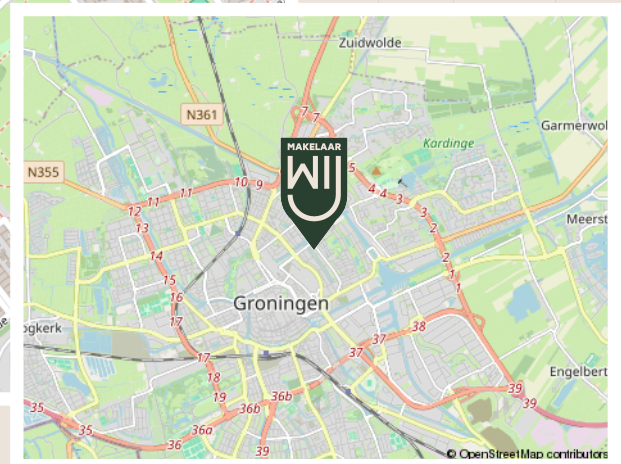 Zuidwolde
N361
7
7
MAKELAAR
WIJ
Kardinge
Garmerwol
N355
10
9
5
4
4
3
11
11
12
3
13
2
Meerst
14
2
15
1
1
16
Groningen
17
38
37
ogkerk
17
37
18
Engelbert
19
36b
39
39
35
36b
35
36a
36
39
© OpenStreetMap contributors